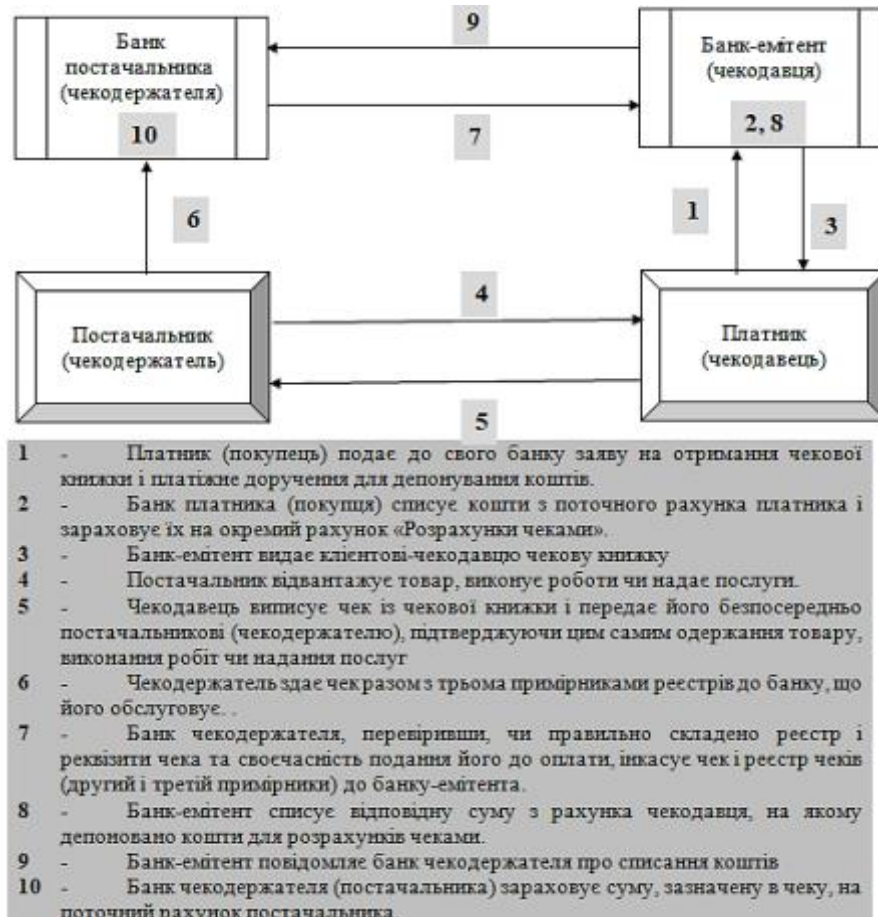 9
Банк
постачальника
(чекодержателя)
10
Банк-емітент
(чекодавця)
2, 8
7
6
1
3
4
Постачальник
(чекодержатель)
Платник
(чекодавець)
5
1 - Платник (покупець) подає до свого банку заяву на отримання чекової
книжки і платіжне доручення для депонування коштів.
2 - Банк платника (покупця) списує кошти з поточного рахунка платника і
зараховує їх на окремий рахунок «Розрахунки чеками».
3 - Банк-емітент видає клієнтові-чекодавцю чекову книжку
4 - Постачальник відвантажує товар, виконує роботи чи надає послуги.
5 - Чекодавець виписує чек із чекової книжки і передає його безпосередньо
постачальникові (чекодержателю), підтверджуючи цим самим одержання товару,
виконання робіт чи надання послуг
6 - Чекодержатель здає чек разом з трьома примірниками реєстрів до банку, що
його обслуговує. .
7 - Банк чекодержателя, перевіривши, чи правильно складено реєстр і
реквізити чека та своєчасність подання його до оплати, інкасує чек і реєстр чеків
(другий і третій примірники) до банку-емітента.
8 - Банк-емітент списує відповідну суму з рахунка чекодавця, на якому
депоновано кошти для розрахунків чеками.
9 - Банк-емітент повідомляє банк чекодержателя про списання коштів
10 - Банк чекодержателя (постачальника) зараховує суму, зазначену в чеку, на
поточний рахунок постачальника